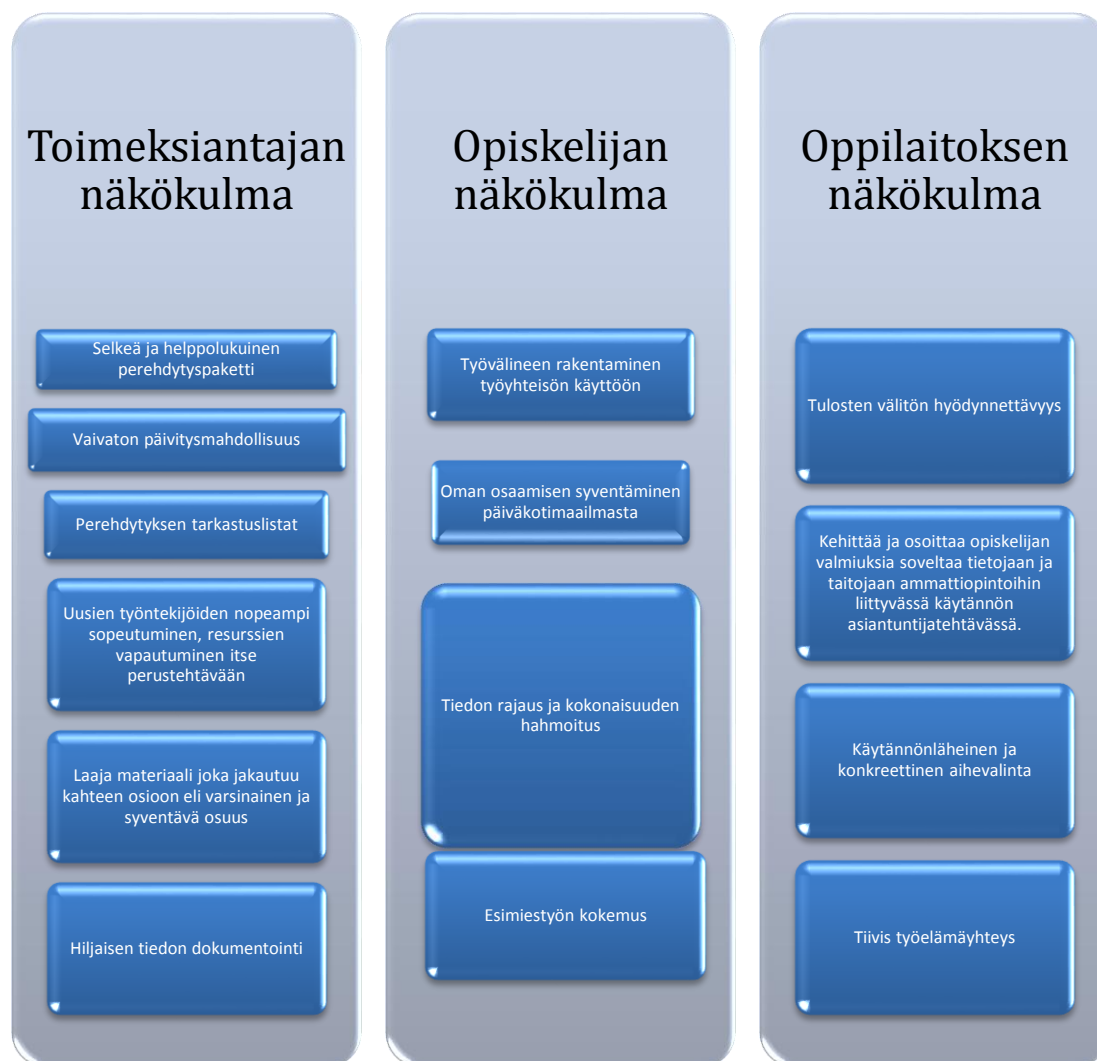 Toimeksiantajan
näkökulma
Selkeä ja helppolukuinen
perehdytyspaketti
Vaivaton päivitysmahdollisuus
Perehdytyksen tarkastuslistat
Uusien työntekijöiden nopeampi
sopeutuminen, resurssien
vapautuminen itse
perustehtävään
Laaja materiaali joka jakautuu
kahteen osioon eli varsinainen ja
syventävä osuus
Hiljaisen tiedon dokumentointi
Opiskelijan
näkökulma
Työvälineen rakentaminen
työyhteisön käyttöön
Oman osaamisen syventäminen
päiväkotimaailmasta
Tiedon rajaus ja kokonaisuuden
hahmoitus
Esimiestyön kokemus
Oppilaitoksen
näkökulma
Tulosten välitön hyödynnettävyys
Kehittää ja osoittaa opiskelijan
valmiuksia soveltaa tietojaan ja
taitojaan ammattiopintoihin
liittyvässä käytännön
asiantuntijatehtävässä.
Käytännönläheinen ja
konkreettinen aihevalinta
Tiivis työelämäyhteys